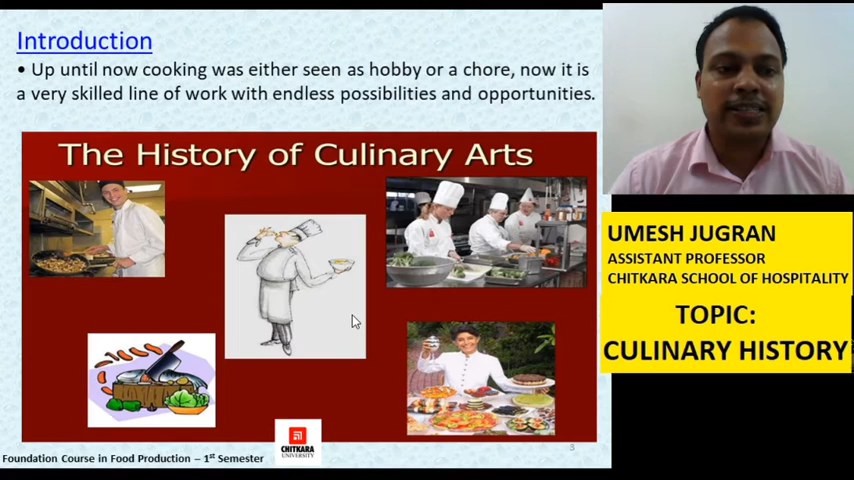 Introduction
• Up until now cooking was either seen as hobby or a chore, now it is
a very skilled line of work with endless possibilities and opportunities.
The History of Culinary Arts
UMESH JUGRAN
ASSISTANT PROFESSOR
CHITKARA SCHOOL OF HOSPITALITY
TOPIC:
CULINARY HISTORY
CHITKARA
UNIVERSITY
Foundation Course in Food Production – 1st Semester
3